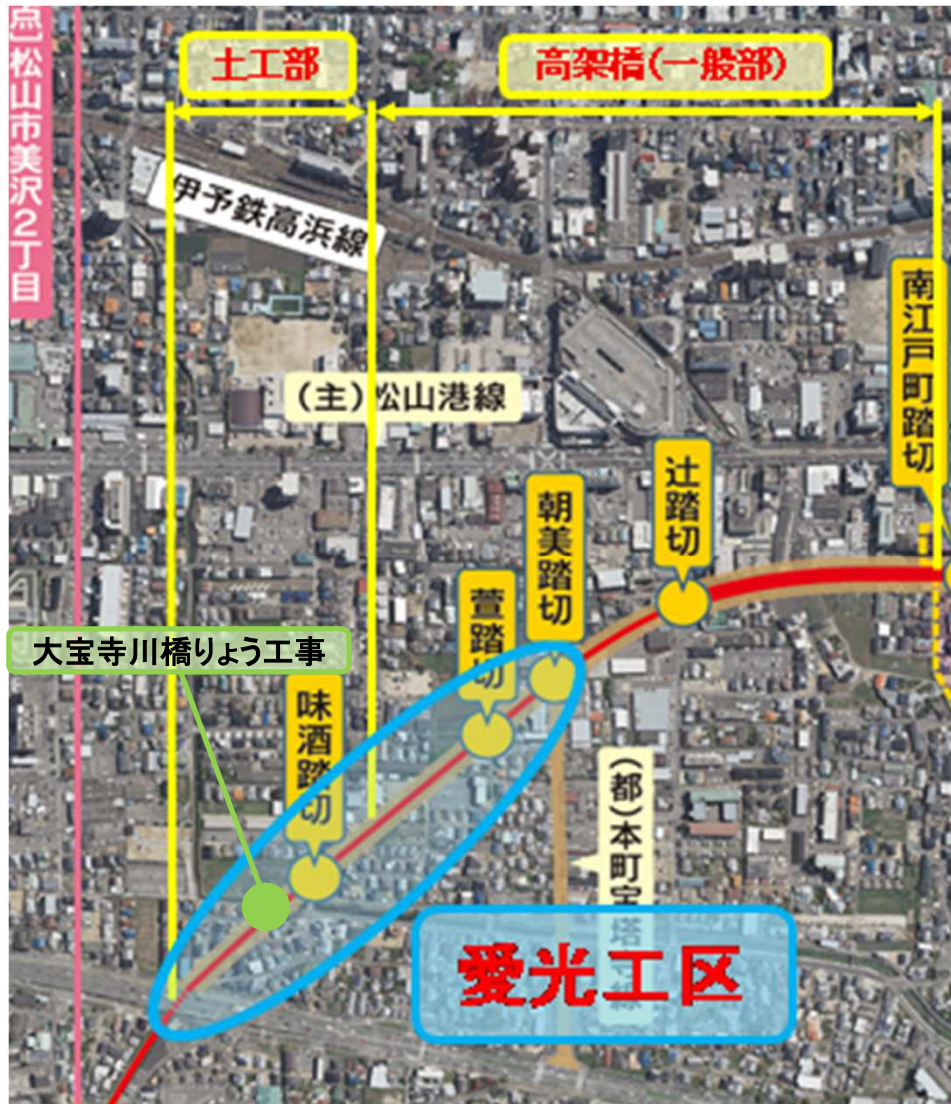 点]松山市美沢2丁目
土工部
高架橋(一般部)
伊予鉄高浜線
(主)松山港線
南江戸町踏切
辻踏切
朝美踏切
萱踏切
大宝寺川橋りょう工事
味酒踏切
(都)本町宝塔
愛光工区